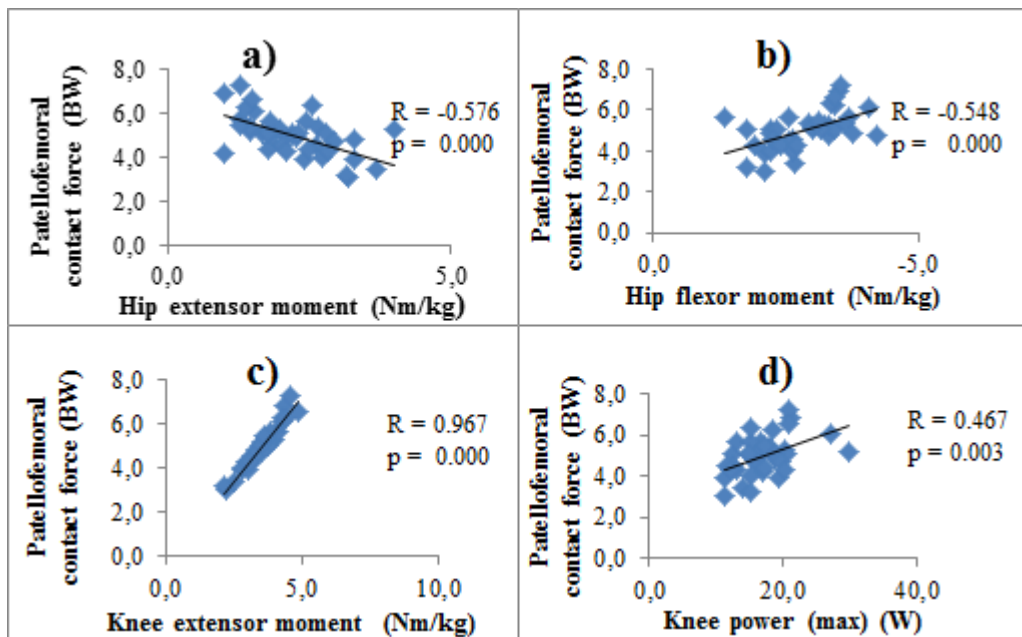 a)
Patellofemoral
contact force (BW)
8,0
6,0
4,0
2,0
0,0
0,0
5,0
R = -0.576
p = 0.000
Hip extensor moment (Nm/kg)
b)
Patellofemoral
contact force (BW)
8,0
6,0
4,0
2,0
0,0
0,0
-5,0
R = -0.548
p = 0.000
Hip flexor moment (Nm/kg)
c)
Patellofemoral
contact force (BW)
8,0
6,0
4,0
2,0
0,0
0,0
5,0
10,0
R = 0.967
p = 0.000
Knee extensor moment (Nm/kg)
d)
Patellofemoral
contact force (BW)
8,0
6,0
4,0
2,0
0,0
0,0
20,0
40,0
R = 0.467
p = 0.003
Knee power (max) (W)